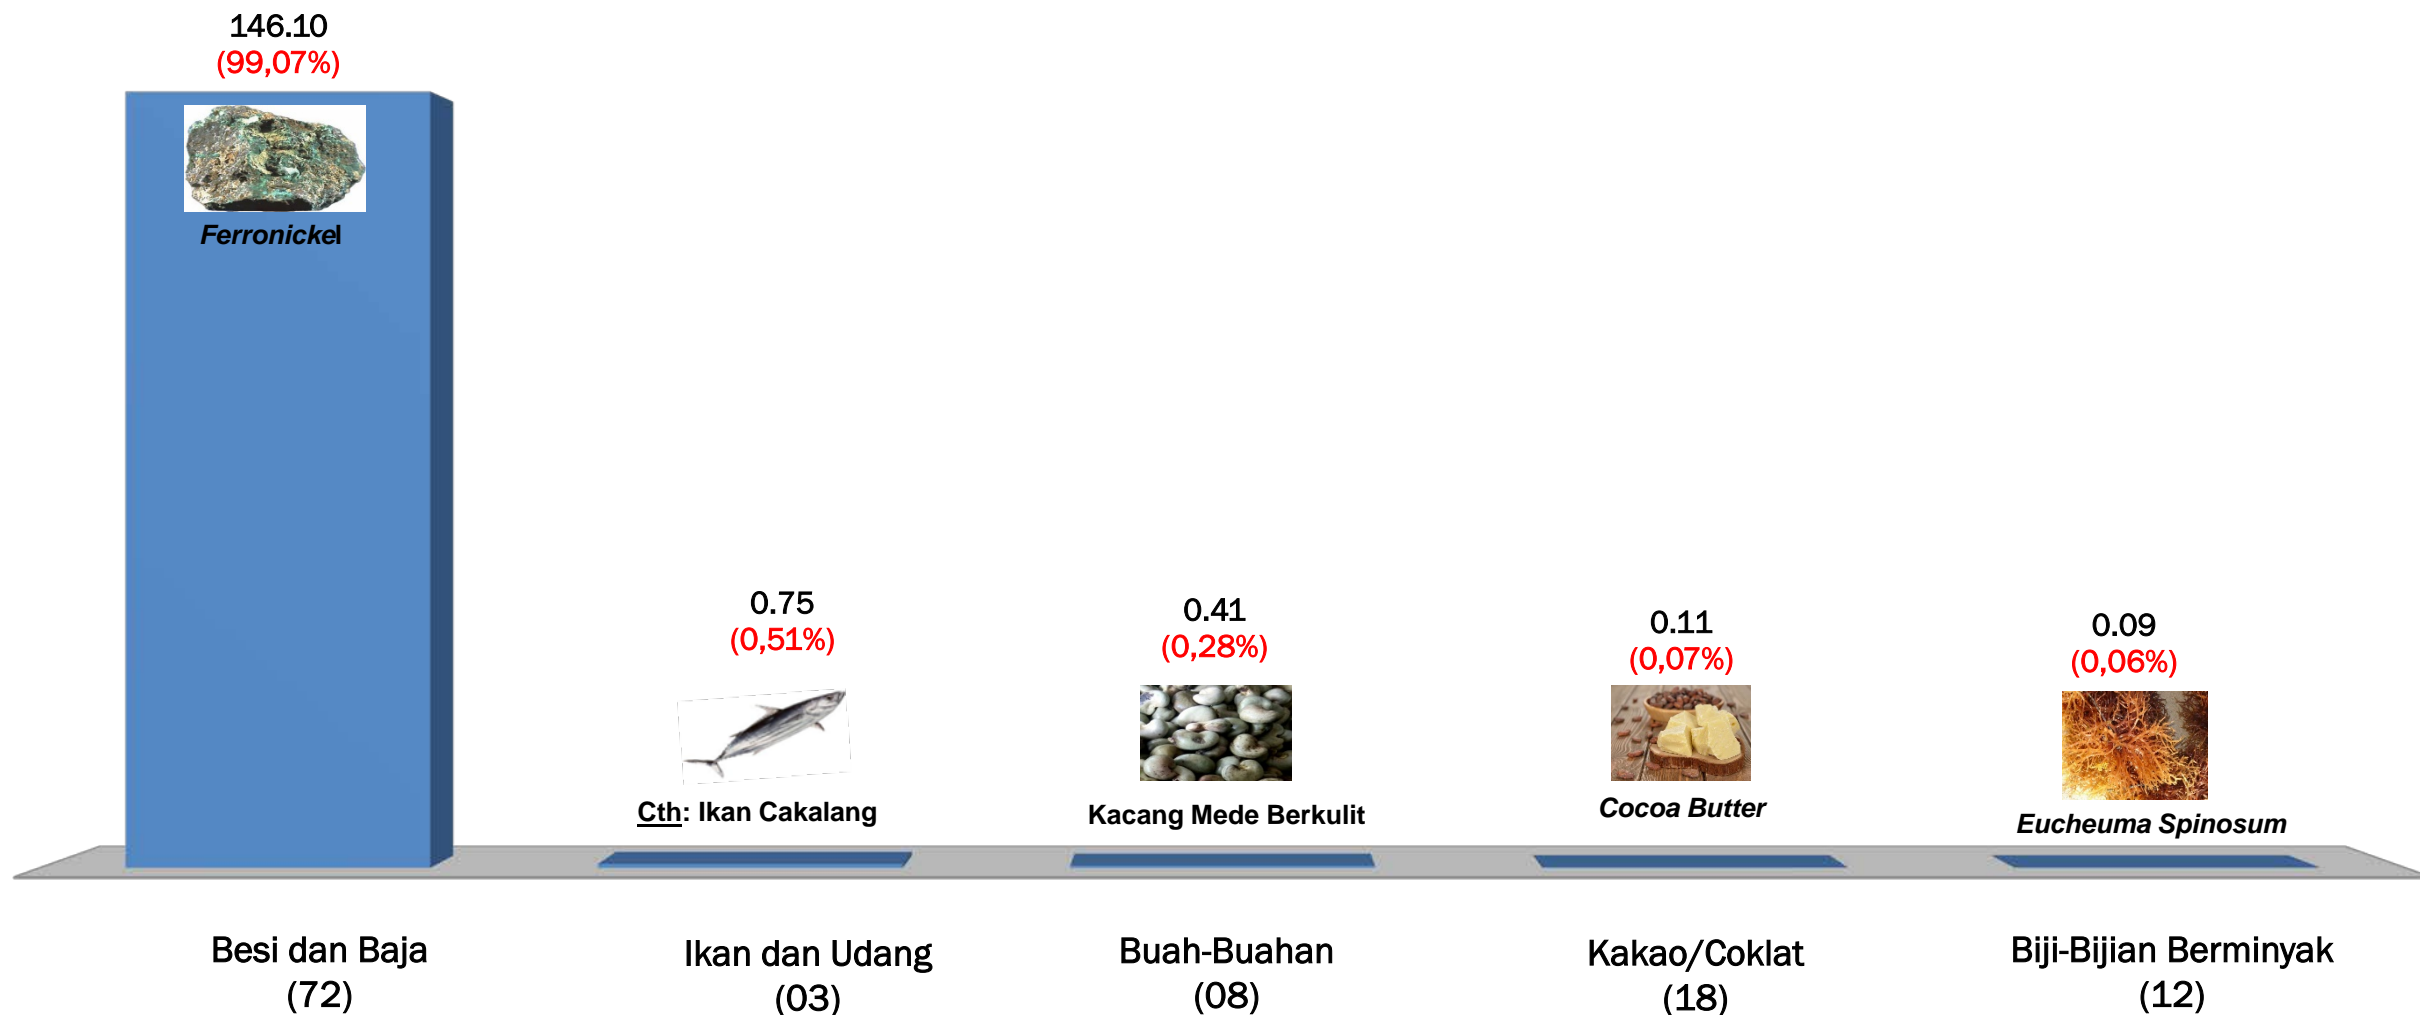 146.10
(99,07%)
Ferronickel
0.75
(0,51%)
Cth: Ikan Cakalang
0.41
(0,28%)
Kacang Mede Berkulit
0.11
(0,07%)
Cocoa Butter
0.09
(0,06%)
Eucheuma Spinosum
Besi dan Baja
(72)
Ikan dan Udang
(03)
Buah-Buahan
(08)
Kakao/Coklat
(18)
Biji-Bijian Berminyak
(12)